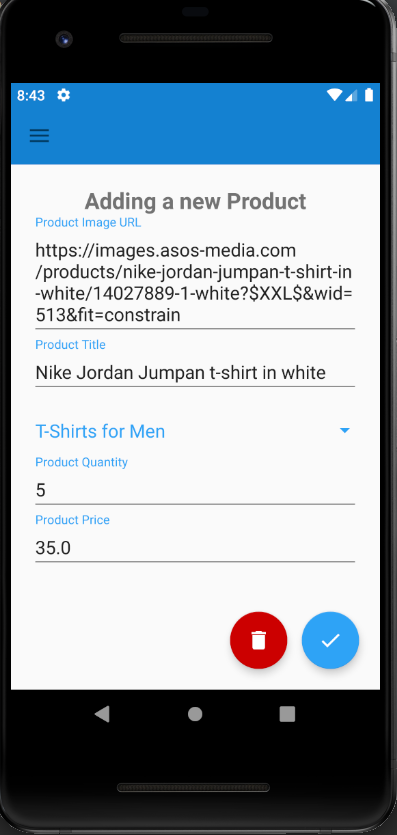 8:43
Adding a new Product
Product Image URL
https://images.asos-media.com
/products/nike-jordan-jumpan-t-shirt-in
-white/14027889-1-white?$XXL$&wid=
513&fit=constrain
Product Title
Nike Jordan Jumpan t-shirt in white
T-Shirts for Men
Product Quantity
5
Product Price
35.0